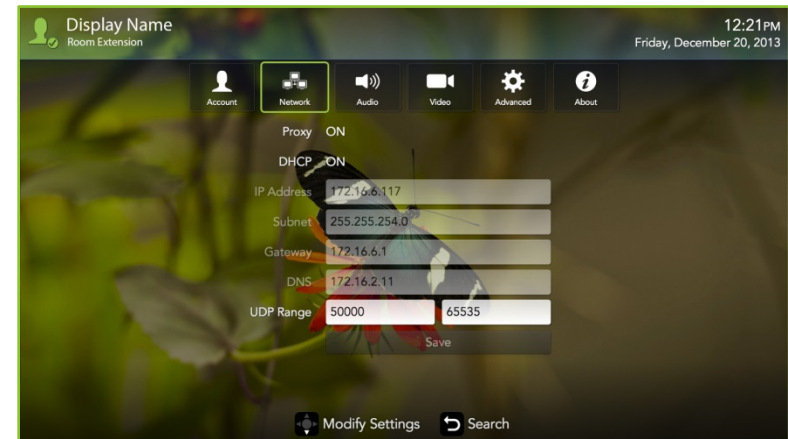 Display Name
Room Extension
12:21PM
Friday, December 20, 2013
Account Network Audio Video Advanced About
Proxy ON
DHCP ON
IP Address 172.16.6.117
Subnet 255.255.254.0
Gateway 172.16.6.1
DNS 172.16.2.11
UDP Range 50000 65535
Save
Modify Settings Search